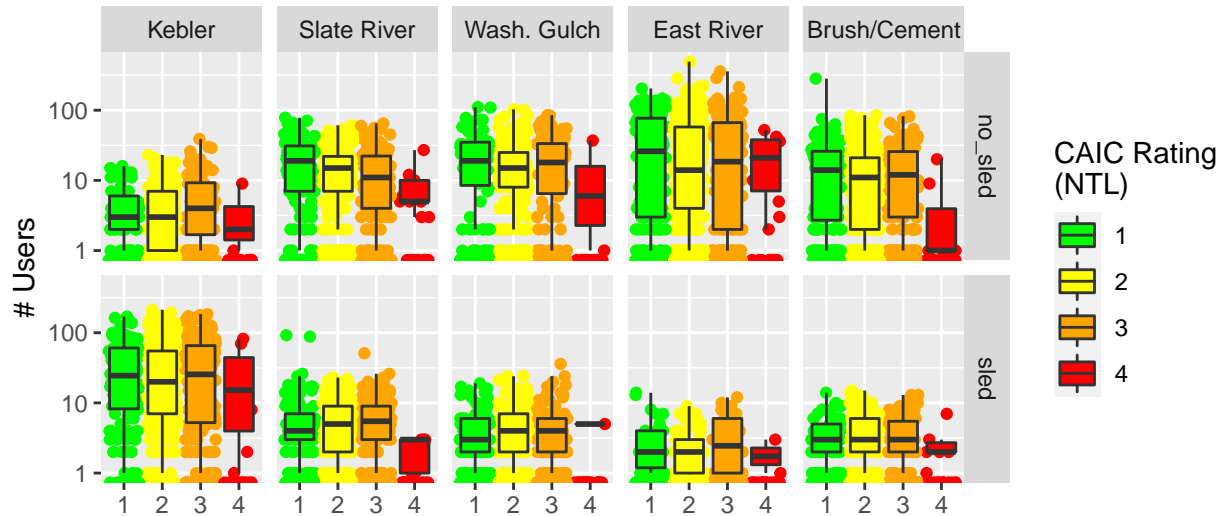 Kebler Slate River Wash. Gulch East River Brush/Cement
# Users
100
10
1
no_sled
100
10
1
sled
1 2 3 4 1 2 3 4 1 2 3 4 1 2 3 4 1 2 3 4
CAIC Rating
(NTL)
1
2
3
4